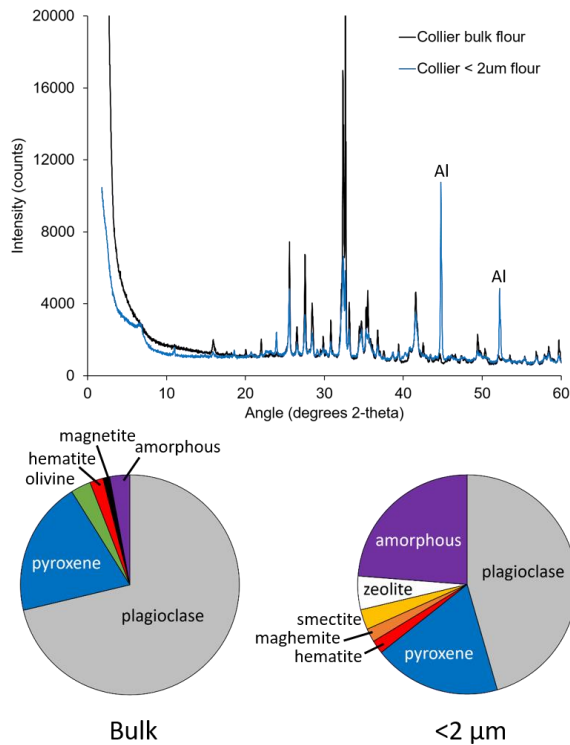 20000
16000
12000
8000
4000
0
Intensity (counts)
Collier bulk flour
Collier < 2um flour
Al
Al
0
10
20
30
40
50
60
Angle (degrees 2-theta)
magnetite
amorphous
hematite
olivine
pyroxene
plagioclase
Bulk
amorphous
plagioclase
zeolite
smectite
maghemite
hematite
pyroxene
<2 µm